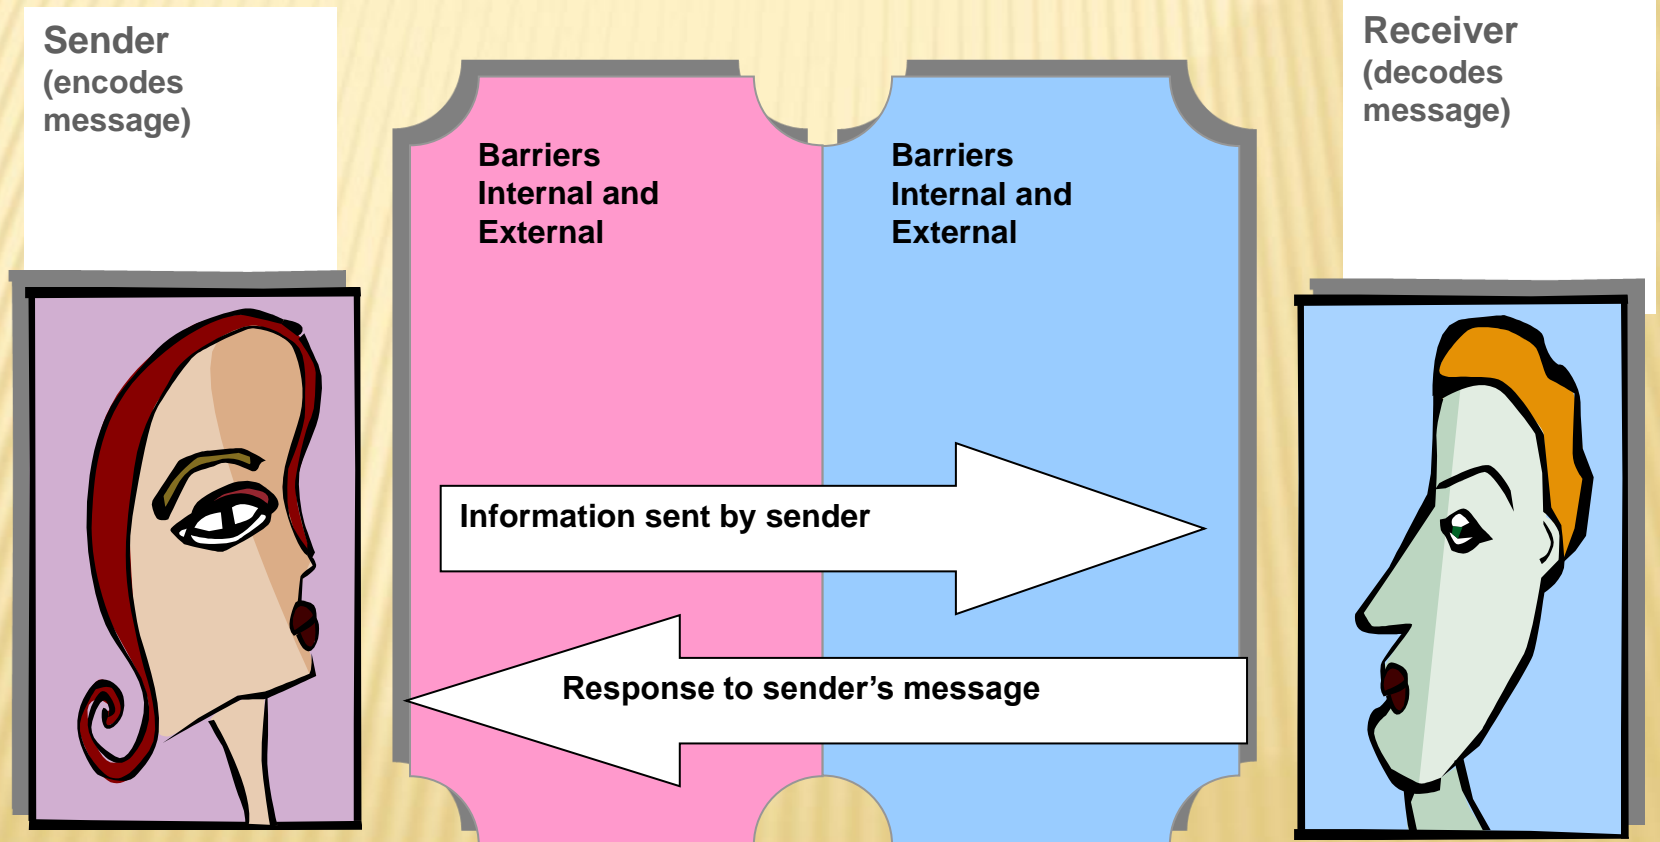 Sender
(encodes
message)
Barriers
Internal and
External
Barriers
Internal and
External
Receiver
(decodes
message)
Information sent by sender
Response to sender’s message